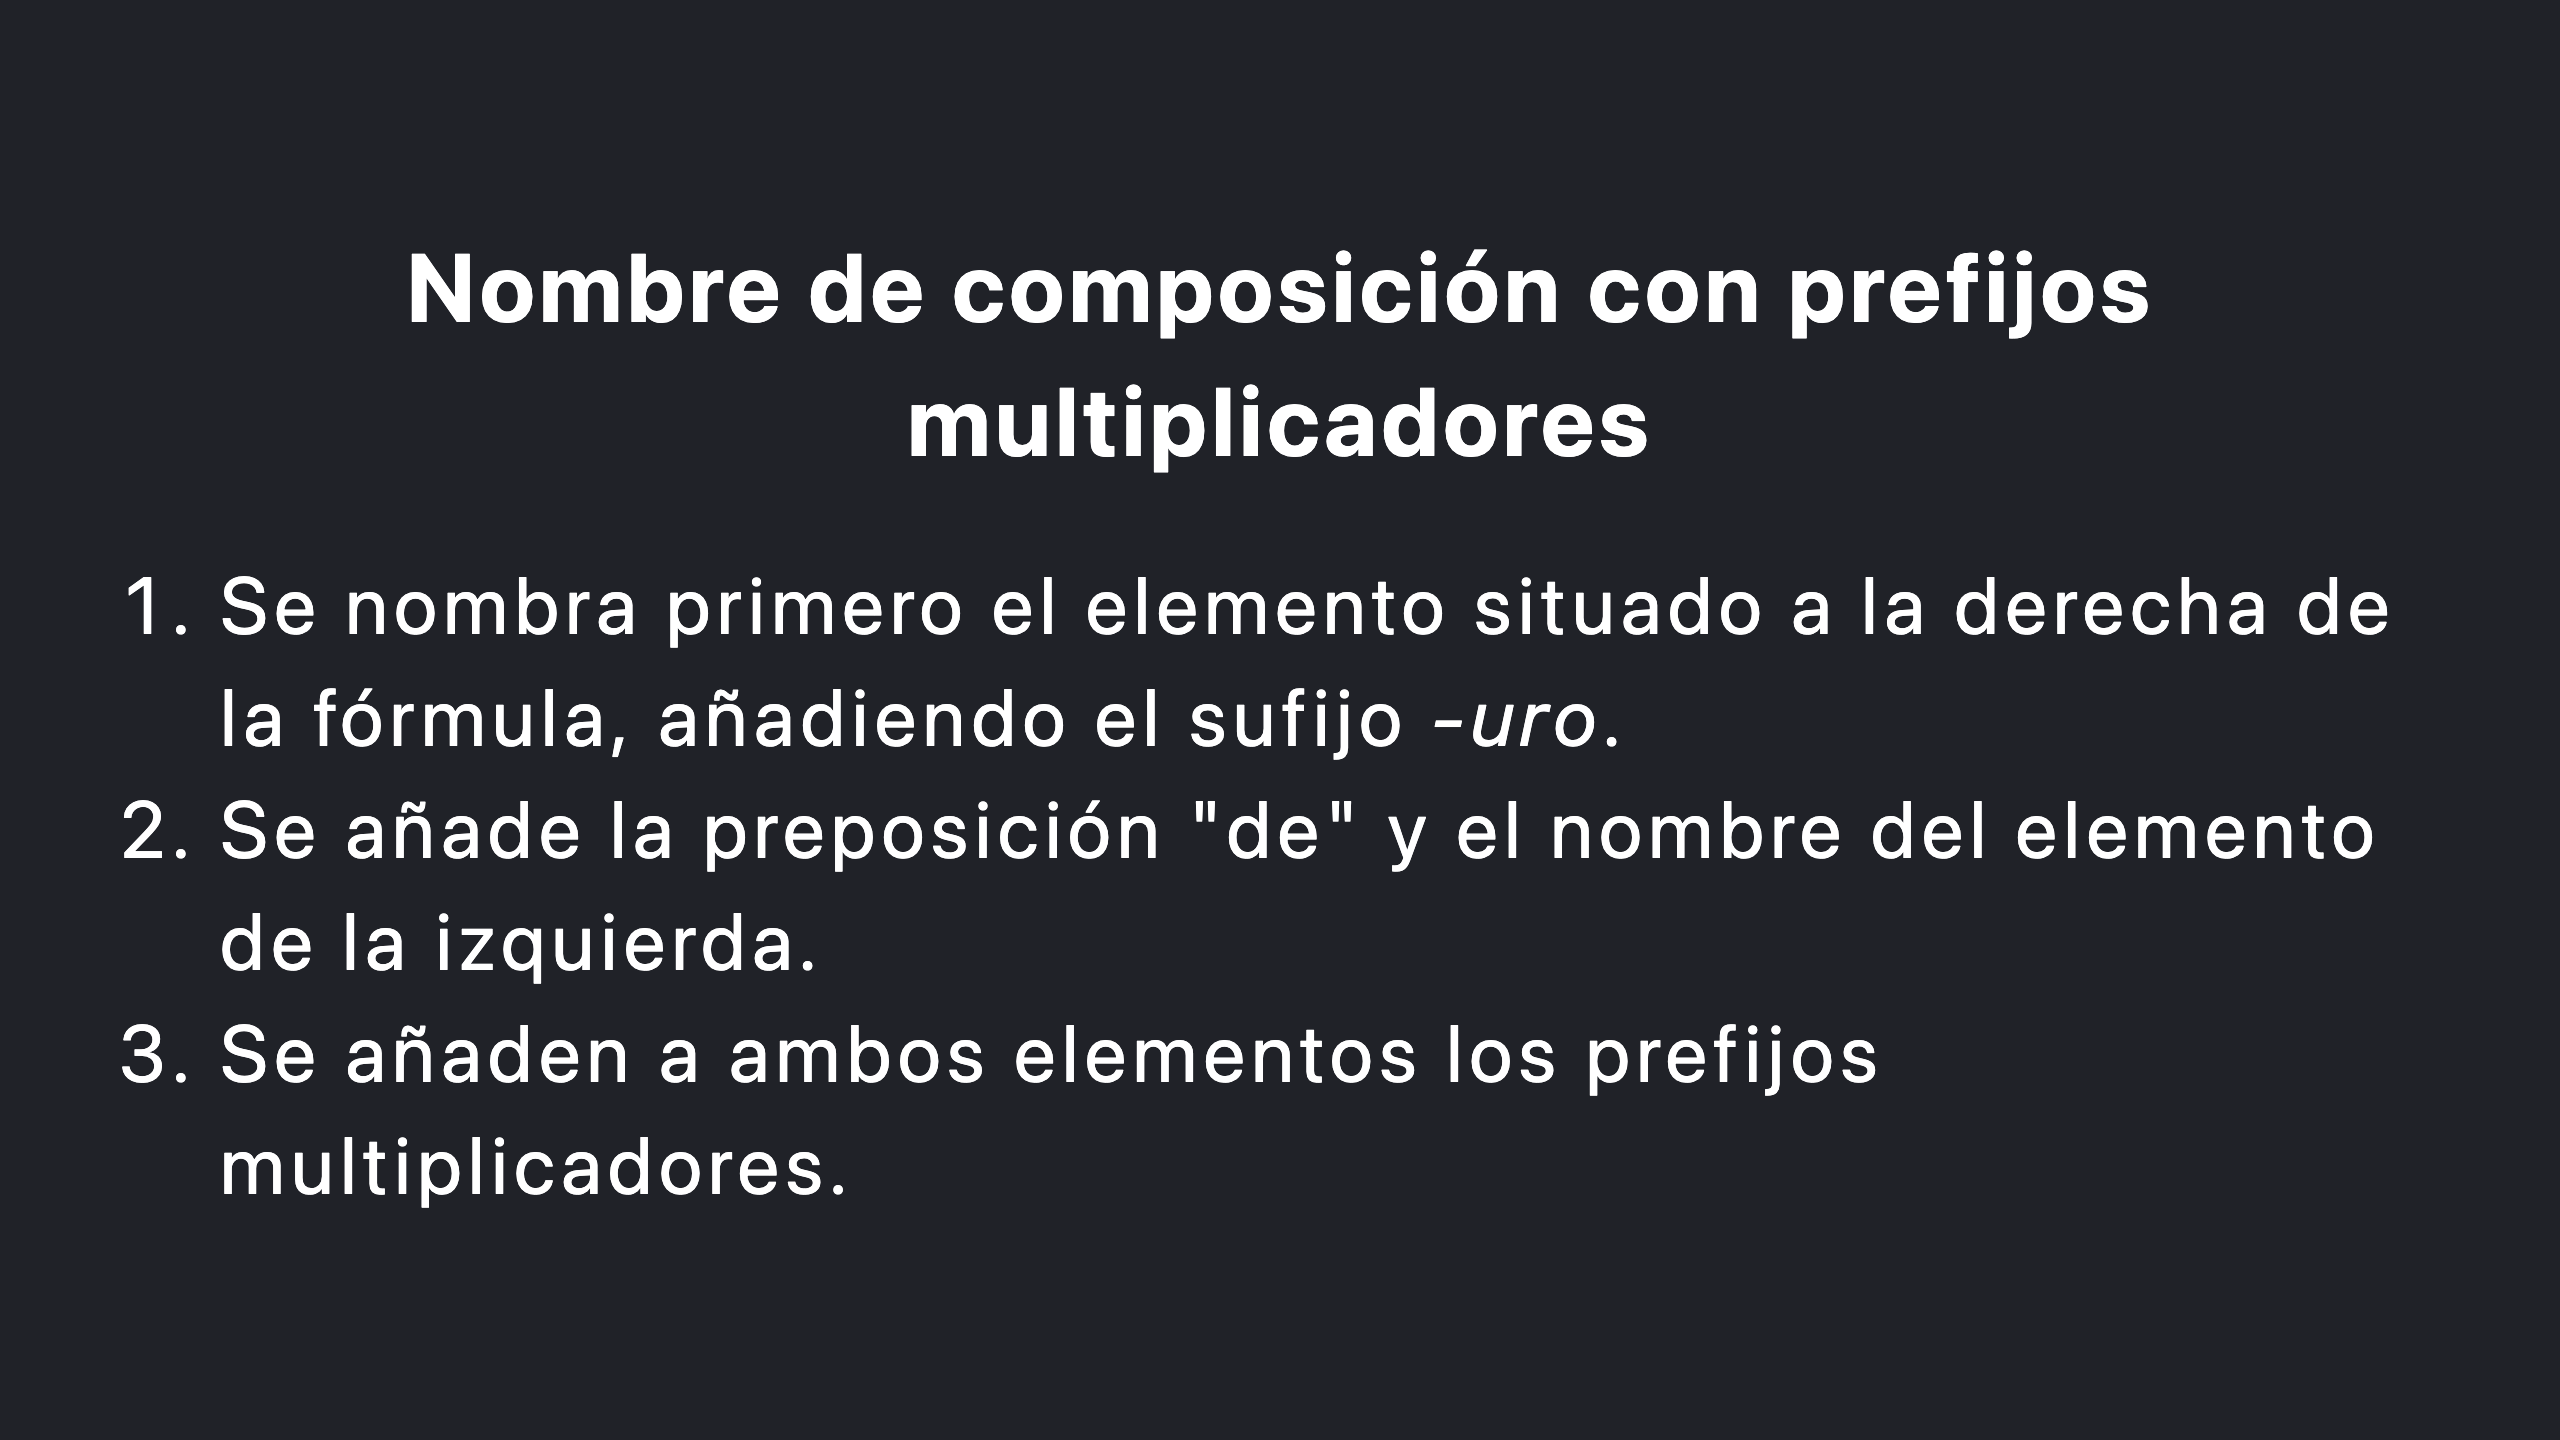 Nombre de composición con prefijos
multiplicadores
1. Se nombra primero el elemento situado a la derecha de
la fórmula, añadiendo el sufijo -uro.
2. Se añade la preposición "de" y el nombre del elemento
de la izquierda.
3. Se añaden a ambos elementos los prefijos
multiplicadores.